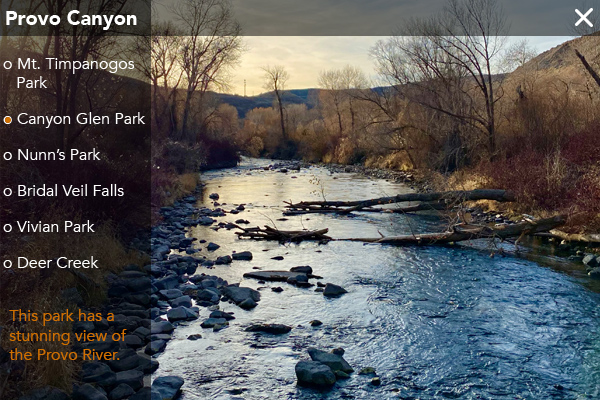 Provo Canyon
Mt. Timpanogos
Park
Canyon Glen Park
Nunn's Park
Bridal Veil Falls
Vivian Park
Deer Creek
This park has a
stunning view of
the Provo River.